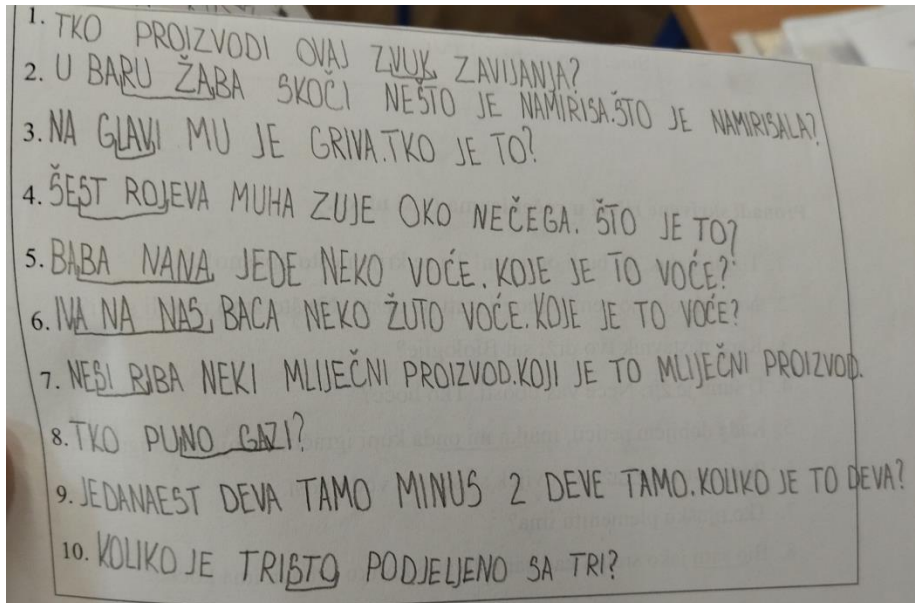 1. TKO PROIZVODI OVAJ ZVUK ZAVIJANJA?
2. U BARU ŽABA SKOČI NEŠTO JE NAMIRISA.ŠTO JE NAMIRISALA?
3. NA GLAVI MU JE GRIVA.TKO JE TO?
4. ŠEST ROJEVA MUHA ZUJE OKO NEČEGA. ŠTO JE TO?
5. BABA NANA JEDE NEKO VOĆE. KOJE JE TO VOĆE?
6. IVA NA NAS BACA NEKO ŽUTO VOĆE.KOJE JE TO VOĆE?
7. NESI RIBA NEKI MLIJEČNI PROIZVOD.KOJI JE TO MLIJEČNI PROIZVOD.
8. TKO PUNO GAZI?
9. JEDANAEST DEVA TAMO MINUS 2 DEVE TAMO.KOLIKO JE TO DEVA?
10. KOLIKO JE TRISTO PODJELJENO SA TRI?